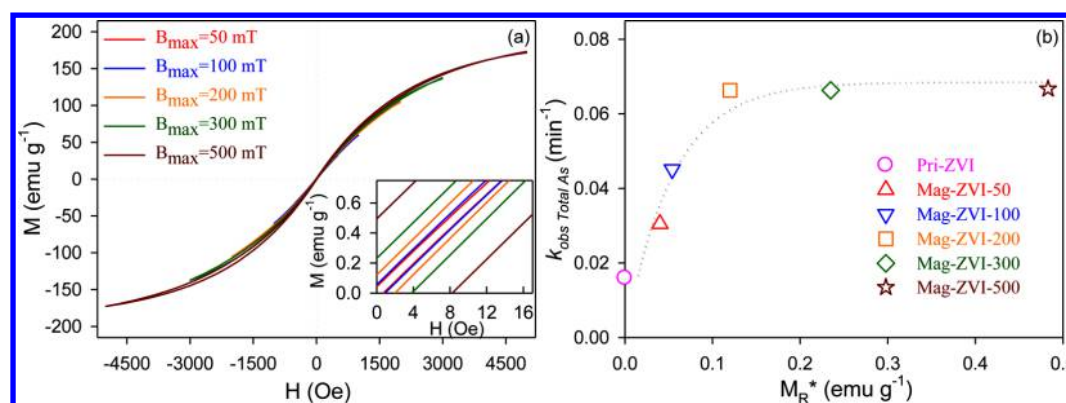 (a)
B_max=50 mT
B_max=100 mT
B_max=200 mT
B_max=300 mT
B_max=500 mT
M (emu g⁻¹)
200
150
100
50
0
-50
-100
-150
-200
-4500 -3000 -1500 0 1500 3000 4500
H (Oe)
M (emu g⁻¹)
0.6
0.4
0.2
0.0
0 4 8 12 16
H (Oe)
(b)
k_obs Total As (min⁻¹)
0.08
0.06
0.04
0.02
0.00
Pri-ZVI
Mag-ZVI-50
Mag-ZVI-100
Mag-ZVI-200
Mag-ZVI-300
Mag-ZVI-500
0.0 0.1 0.2 0.3 0.4 0.5
M_R* (emu g⁻¹)